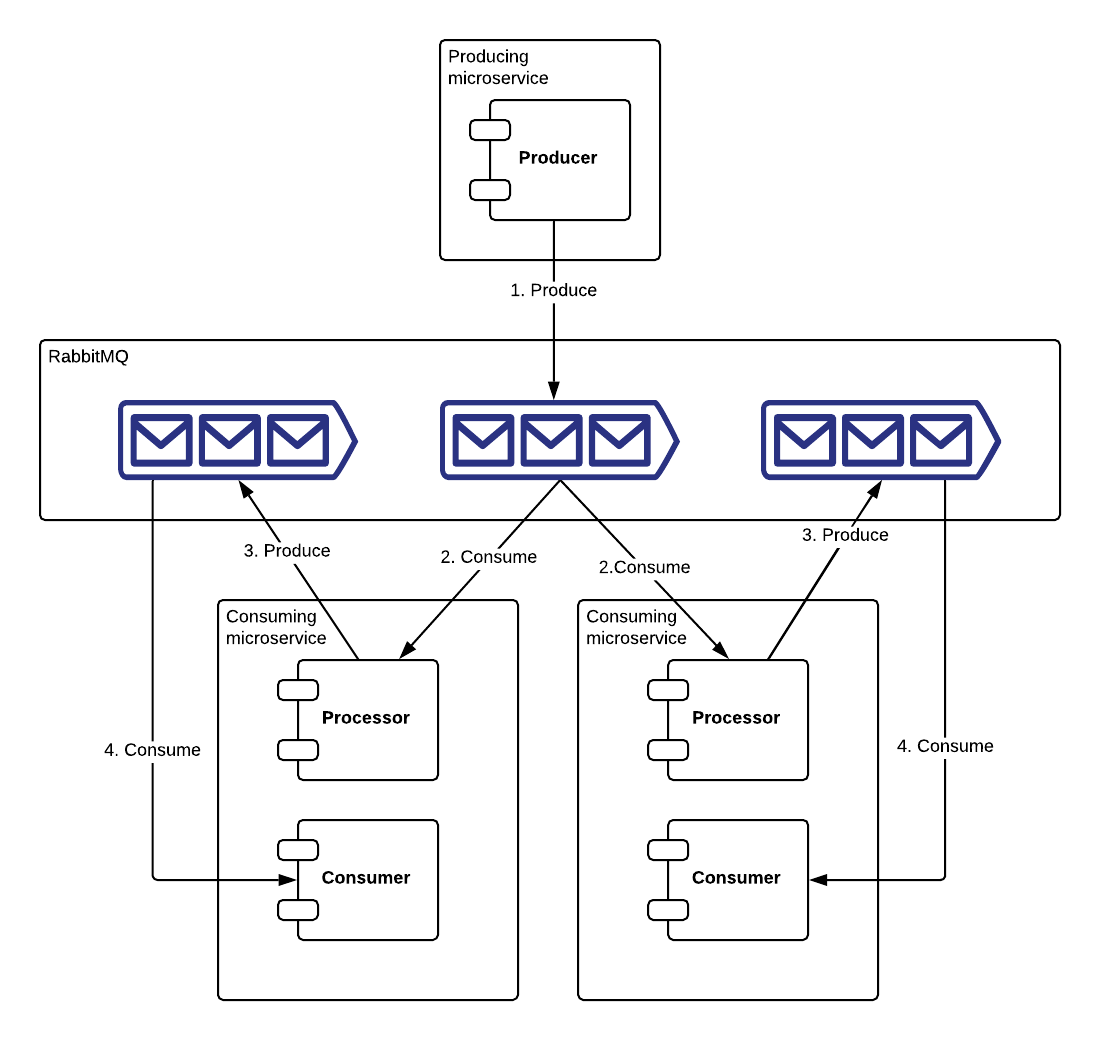 Producing
microservice
Producer
1. Produce
RabbitMQ
3. Produce
2. Consume
2.Consume
3. Produce
Consuming
microservice
Processor
Consumer
Consuming
microservice
Processor
Consumer
4. Consume
4. Consume